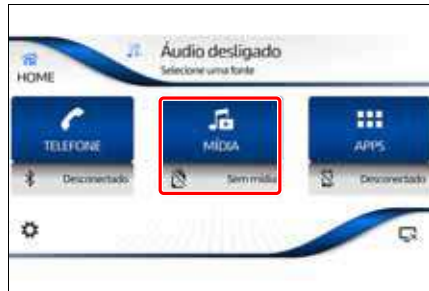 Áudio desligado
Selecione uma fonte
HOME
TELEFONE
MÍDIA
APPS
Desconectado
Sem mídia
Desconectado